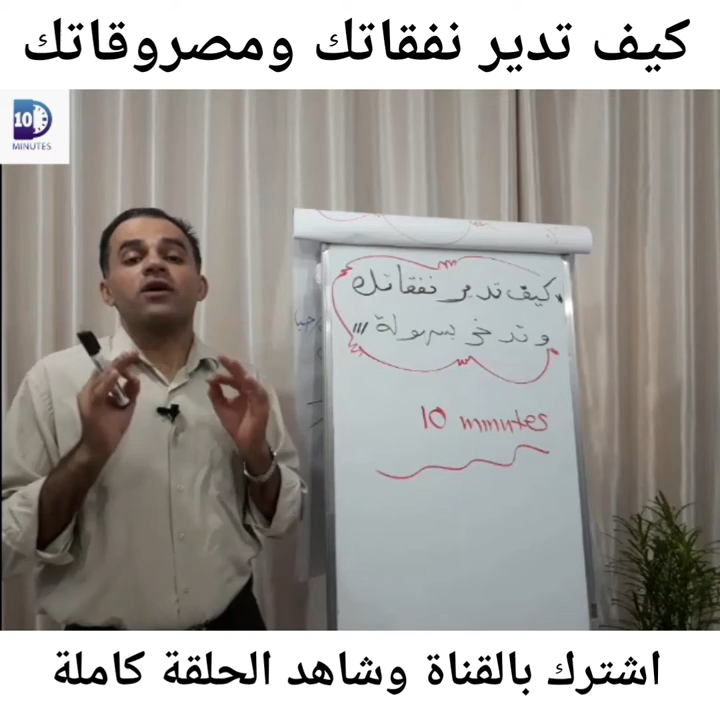 كيف تدير نفقاتك ومصروقاتك
10
MINUTES
كيف تدير نفقاتك
وتدخر بسهولة !!!
10 minutes
اشترك بالقناة وشاهد الحلقة كاملة